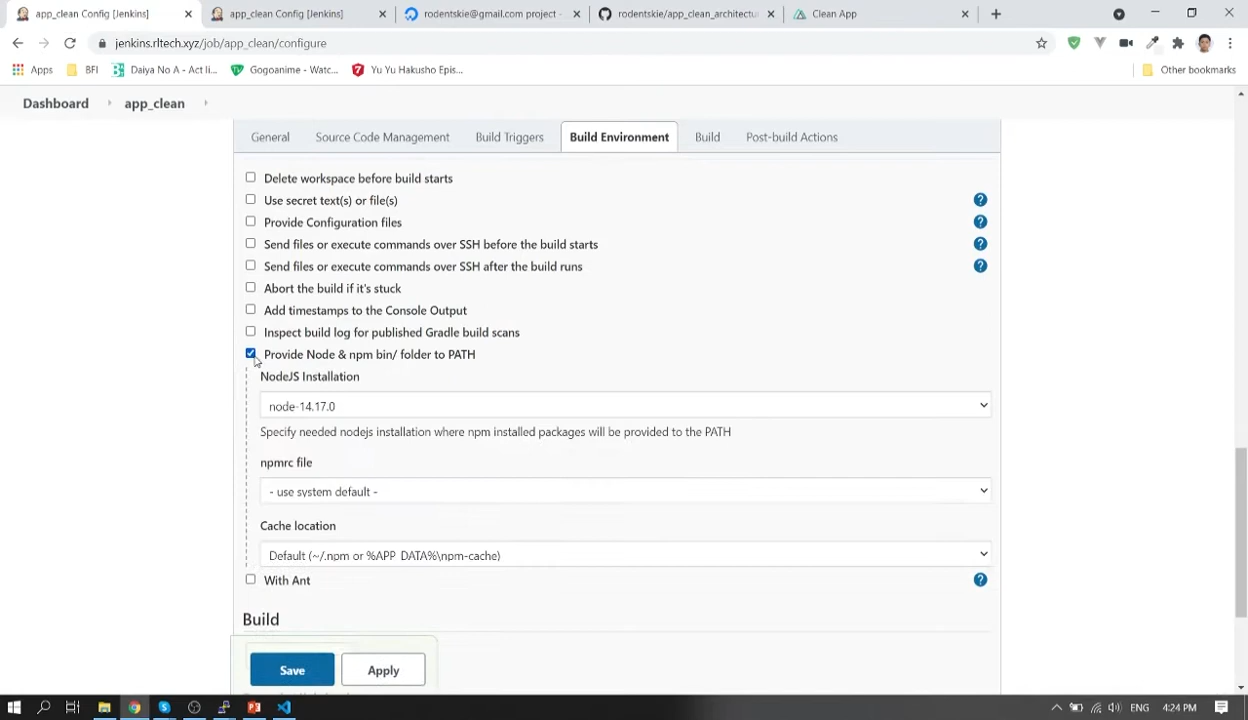 app_clean Config [Jenkins]
app_clean Config [Jenkins]
rodentskie@gmail.com project -
rodentskie/app_clean_architectu
Clean App
jenkins.rltech.xyz/job/app_clean/configure
Apps
BFI
Daiya No A - Act li...
Gogoanime - Watc...
Yu Yu Hakusho Epis...
Other bookmarks
Dashboard
app_clean
General
Source Code Management
Build Triggers
Build Environment
Build
Post-build Actions
Delete workspace before build starts
Use secret text(s) or file(s)
Provide Configuration files
Send files or execute commands over SSH before the build starts
Send files or execute commands over SSH after the build runs
Abort the build if it's stuck
Add timestamps to the Console Output
Inspect build log for published Gradle build scans
Provide Node & npm bin/ folder to PATH
NodeJS Installation
node-14.17.0
Specify needed nodejs installation where npm installed packages will be provided to the PATH
npmrc file
- use system default -
Cache location
Default (~/.npm or %APP_DATA%\npm-cache)
With Ant
Build
Save
Apply
ENG
4:24 PM